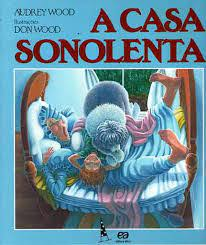 AUDREY WOOD
Ilustrações
DON WOOD
A CASA
SONOLENTA